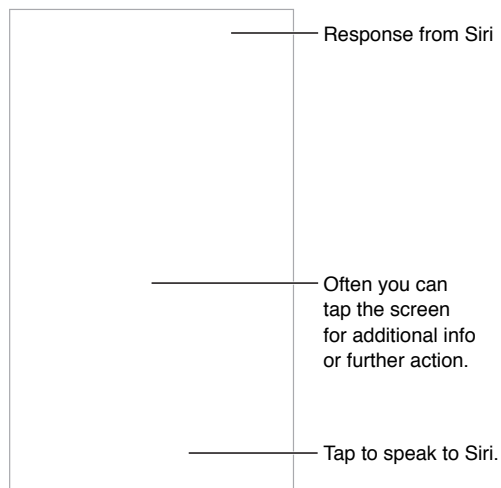 Response from Siri
Often you can
tap the screen
for additional info
or further action.
Tap to speak to Siri.